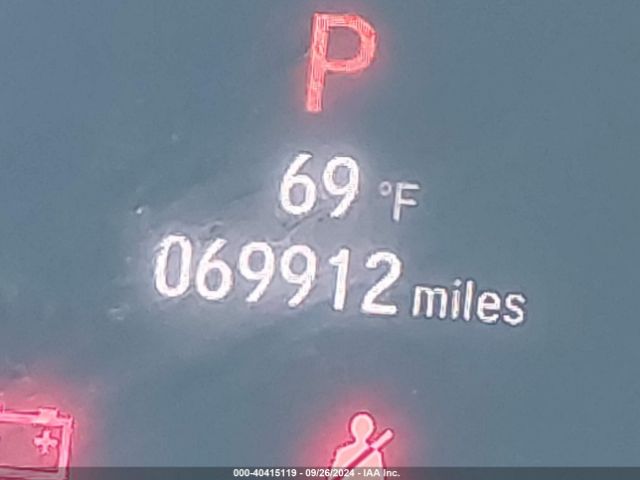 P
69 °F
069912 miles
000-40415119 - 09/26/2024 - IAA Inc.